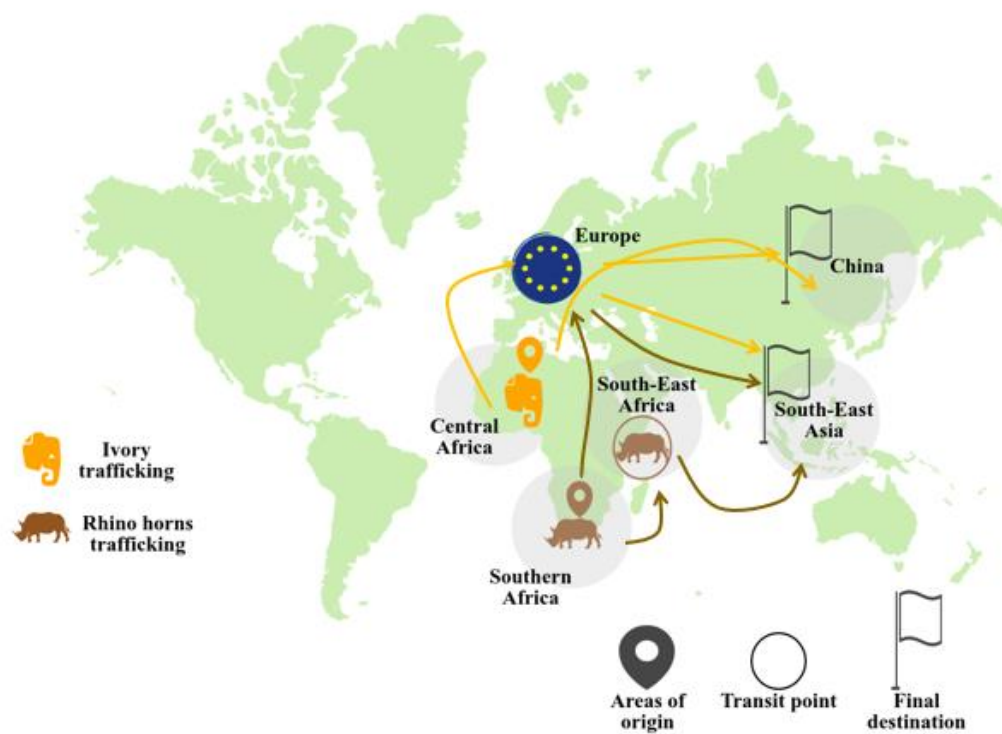 Europe
China
South-East
Africa
South-East
Asia
Central
Africa
Ivory
trafficking
Rhino horns
trafficking
Southern
Africa
Areas of
origin
Transit point
Final
destination